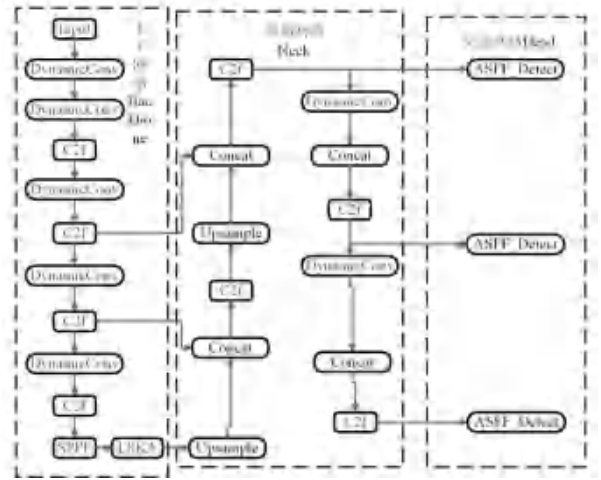 Input
DynamicConv
DynamicConv
C2f
DynamicConv
C2f
DynamicConv
C2f
DynamicConv
C2f
SPPF
LSKA
Neck
C2f
Concat
Upsample
C2f
Concat
Upsample
DynamicConv
Concat
C2f
DynamicConv
Concat
C2f
ASFF_Detect
ASFF_Detect
ASFF_Detect